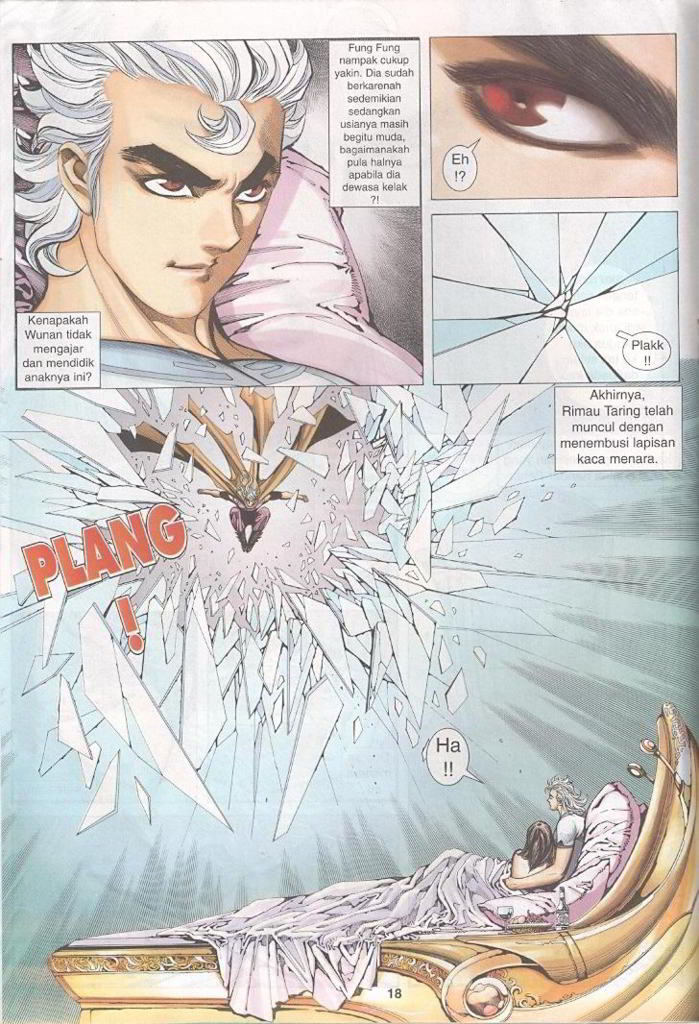 Fung Fung
nampak cukup
yakin. Dia sudah
berkarenah
sedemikian
sedangkan
usianya masih
begitu muda,
bagaimanakah
pula halnya
apabila dia
dewasa kelak
?!
Kenapakah
Wunan tidak
mengajar
dan mendidik
anaknya ini?
Eh
!?
Plakk
!!
Akhirnya,
Rimau Taring telah
muncul dengan
menembusi lapisan
kaca menara.
PLANG
!
Ha
!!
18